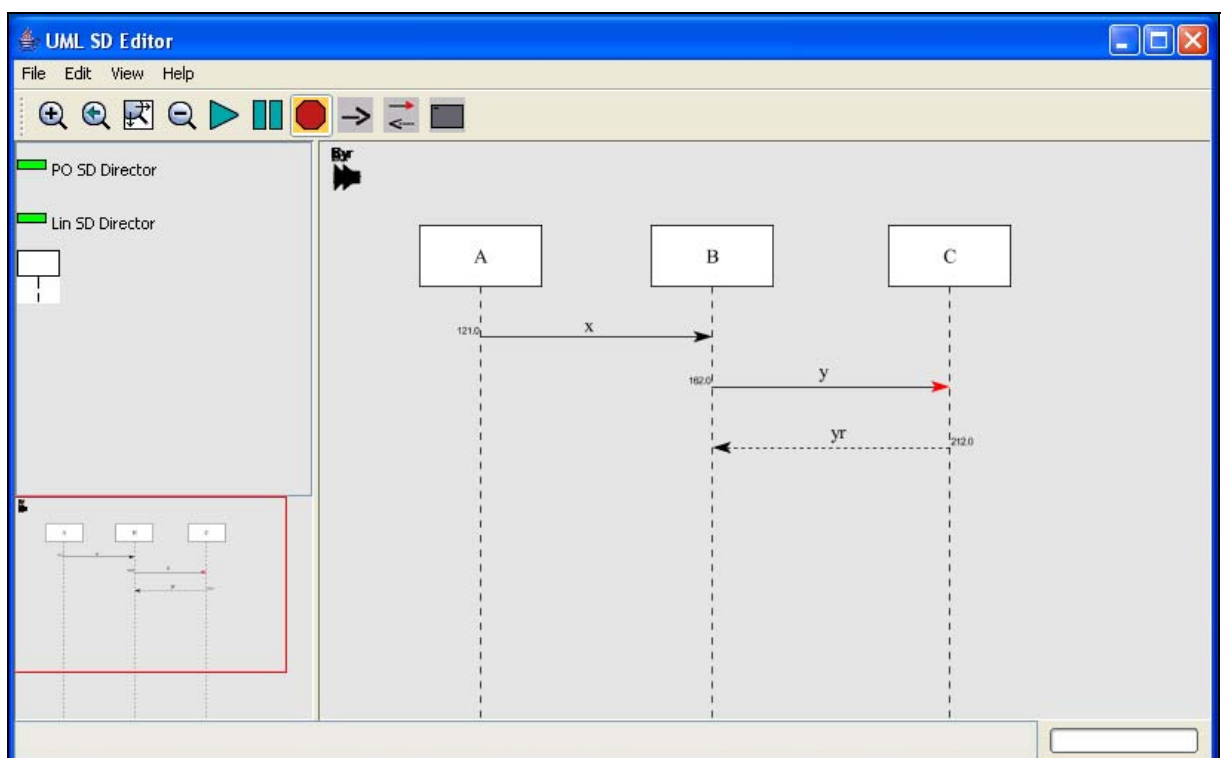 UML SD Editor
File Edit View Help
PO SD Director
Lin SD Director
A B C
121.0 x
162.0 y
yr 212.0